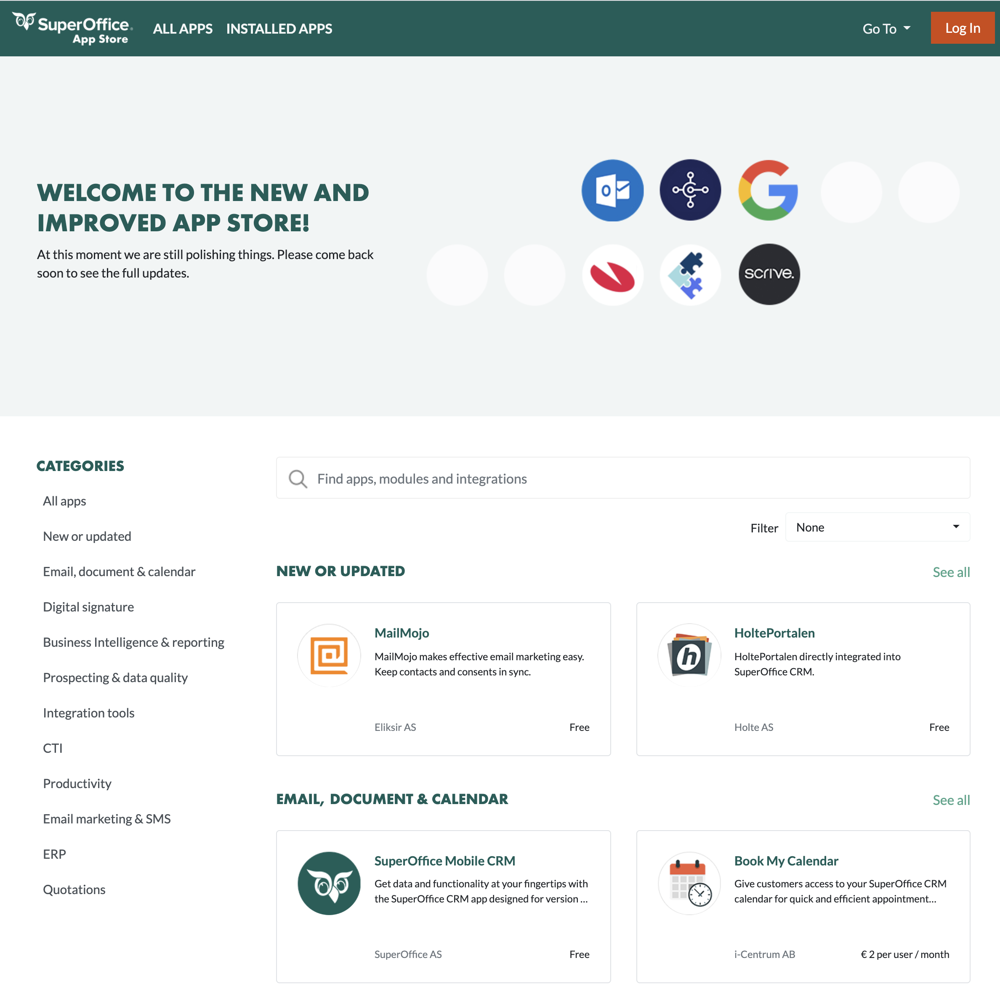 SuperOffice®
App Store
ALL APPS
INSTALLED APPS
Go To
Log In
WELCOME TO THE NEW AND
IMPROVED APP STORE!
At this moment we are still polishing things. Please come back
soon to see the full updates.
scrive.
CATEGORIES
All apps
New or updated
Email, document & calendar
Digital signature
Business Intelligence & reporting
Prospecting & data quality
Integration tools
CTI
Productivity
Email marketing & SMS
ERP
Quotations
Find apps, modules and integrations
Filter
None
NEW OR UPDATED
See all
MailMojo
MailMojo makes effective email marketing easy.
Keep contacts and consents in sync.
Eliksir AS
Free
HoltePortalen
HoltePortalen directly integrated into
SuperOffice CRM.
Holte AS
Free
EMAIL, DOCUMENT & CALENDAR
See all
SuperOffice Mobile CRM
Get data and functionality at your fingertips with
the SuperOffice CRM app designed for version ...
SuperOffice AS
Free
Book My Calendar
Give customers access to your SuperOffice CRM
calendar for quick and efficient appointment...
i-Centrum AB
€ 2 per user / month